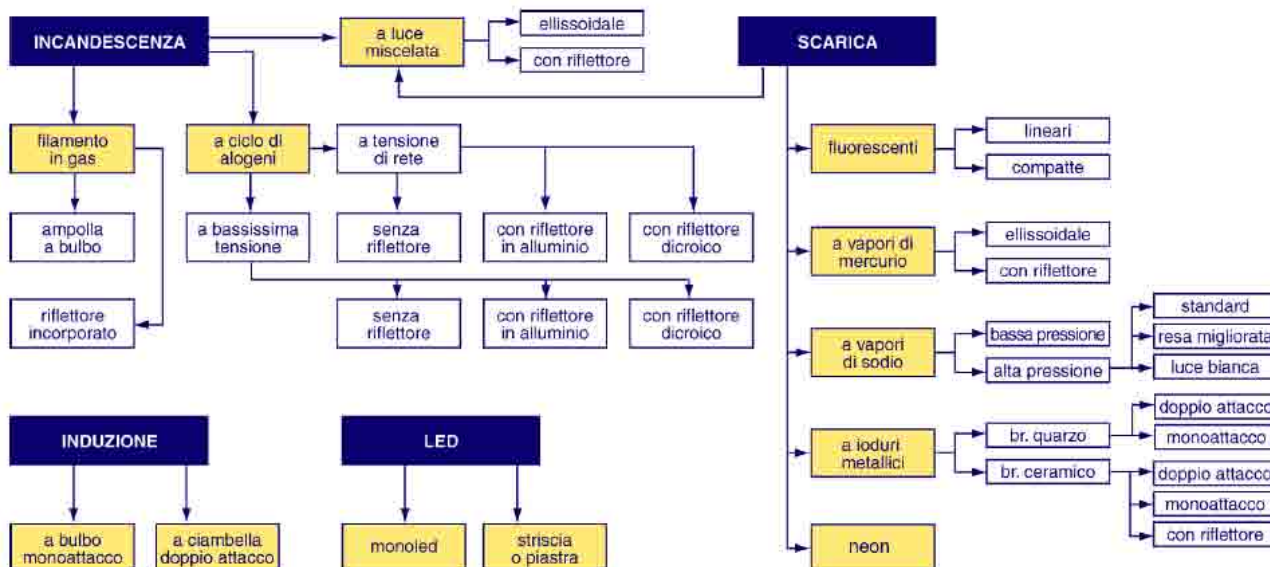 INCANDESCENZA
a luce
miscelata
ellissoidale
con riflettore
filamento
in gas
a ciclo di
alogeni
a tensione
di rete
ampolla
a bulbo
a bassissima
tensione
senza
riflettore
con riflettore
in alluminio
con riflettore
dicroico
riflettore
incorporato
senza
riflettore
con riflettore
in alluminio
con riflettore
dicroico
SCARICA
fluorescenti
lineari
compatte
a vapori di
mercurio
ellissoidale
con riflettore
a vapori
di sodio
bassa pressione
alta pressione
standard
resa migliorata
luce bianca
a ioduri
metallici
br. quarzo
doppio attacco
monoattacco
br. ceramico
doppio attacco
monoattacco
con riflettore
neon
INDUZIONE
a bulbo
monoattacco
a ciambella
doppio attacco
LED
monoled
striscia
o piastra